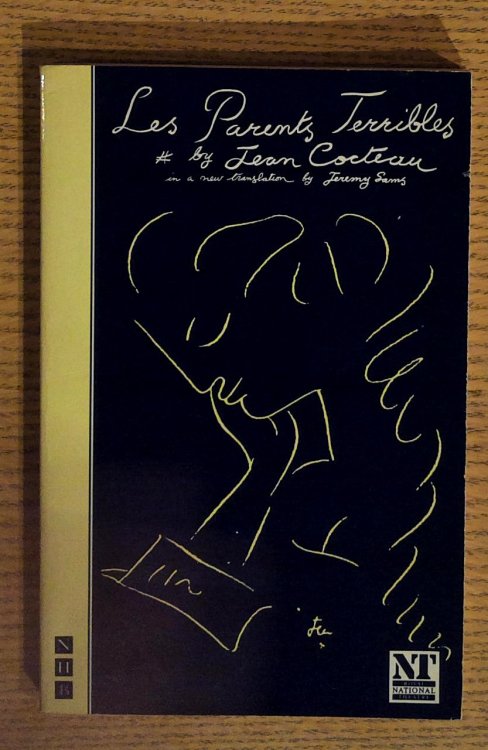 Les Parents Terribles
# by Jean Cocteau
in a new translation by Jeremy Sams
NHB
NT
ROYAL
NATIONAL
THEATRE